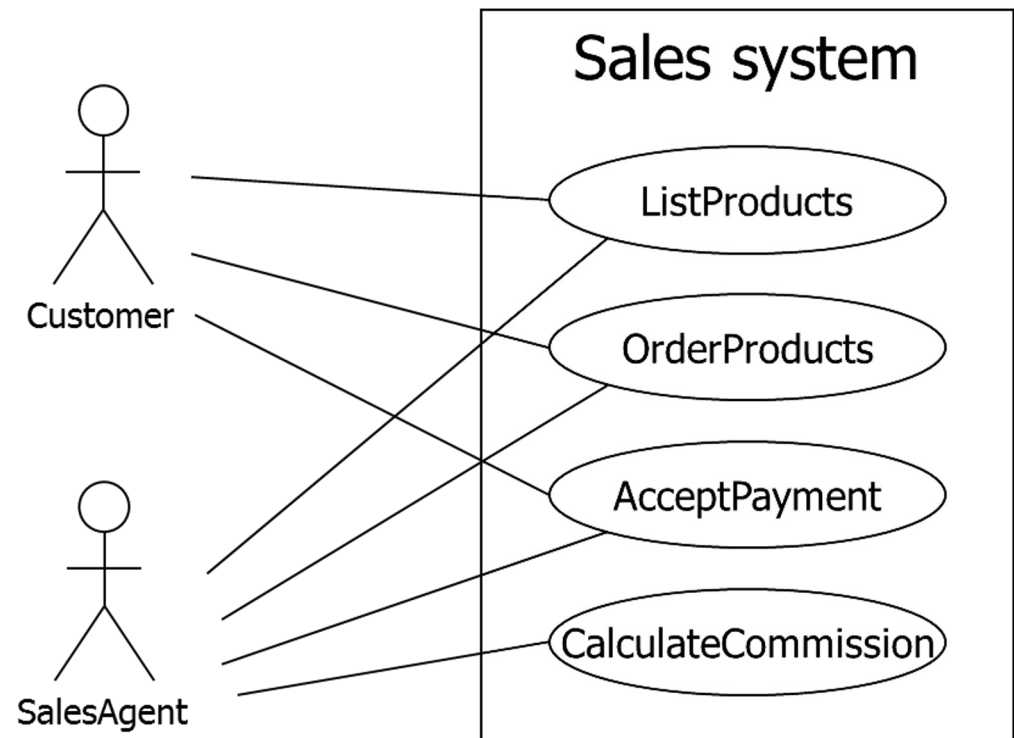 Sales system
ListProducts
Customer
OrderProducts
AcceptPayment
CalculateCommission
SalesAgent